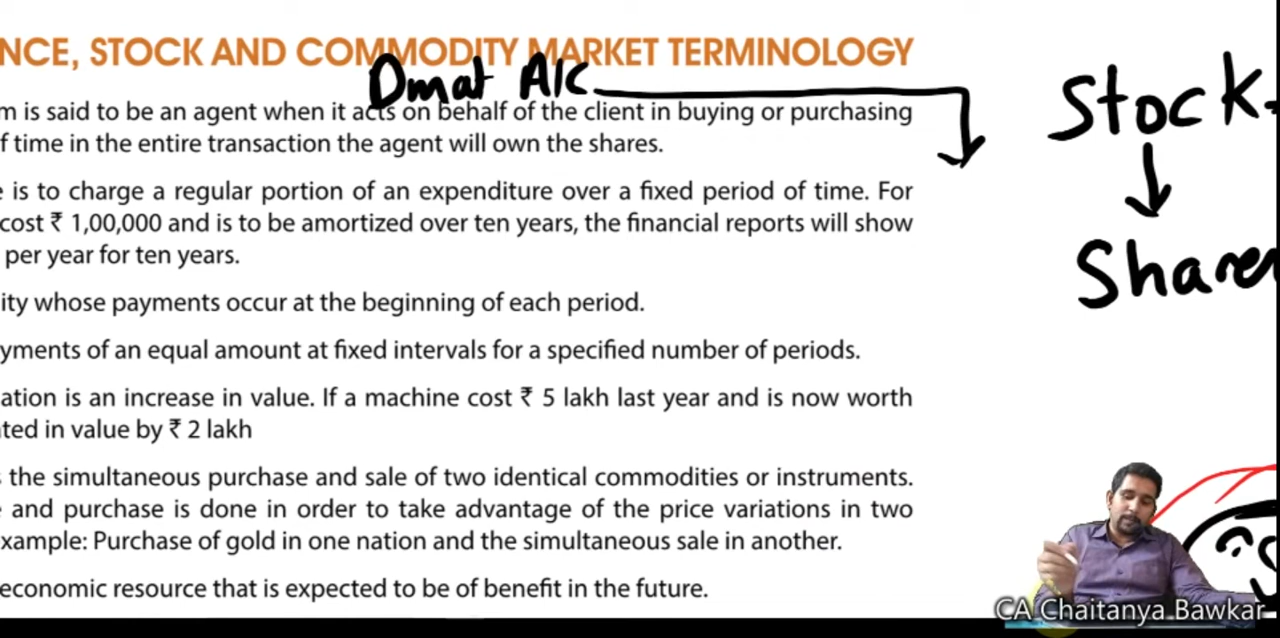 NCE, STOCK AND COMMODITY MARKET TERMINOLOGY
Dmat A/C
Stock
m is said to be an agent when it acts on behalf of the client in buying or purchasing
f time in the entire transaction the agent will own the shares.
e is to charge a regular portion of an expenditure over a fixed period of time. For
cost ₹ 1,00,000 and is to be amortized over ten years, the financial reports will show
per year for ten years.
Shares
ity whose payments occur at the beginning of each period.
yments of an equal amount at fixed intervals for a specified number of periods.
ation is an increase in value. If a machine cost ₹ 5 lakh last year and is now worth
ted in value by ₹ 2 lakh
s the simultaneous purchase and sale of two identical commodities or instruments.
e and purchase is done in order to take advantage of the price variations in two
xample: Purchase of gold in one nation and the simultaneous sale in another.
economic resource that is expected to be of benefit in the future.
CA Chaitanya Bawkar